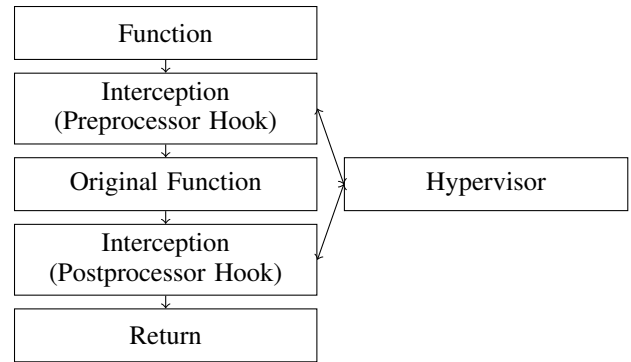 Function
Interception
(Preprocessor Hook)
Original Function
Hypervisor
Interception
(Postprocessor Hook)
Return